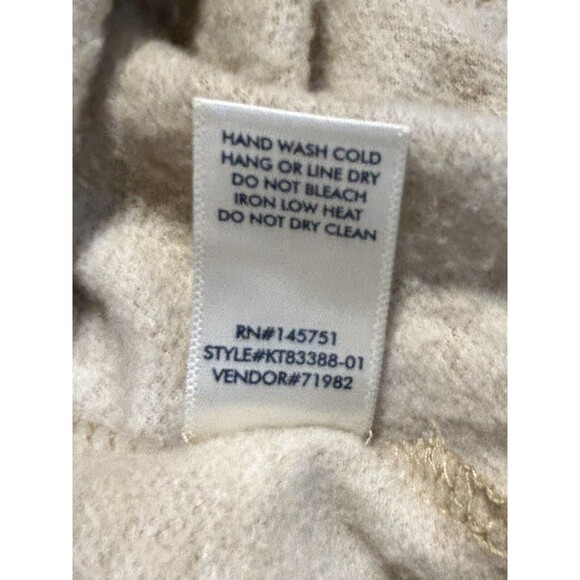 HAND WASH COLD
HANG OR LINE DRY
DO NOT BLEACH
IRON LOW HEAT
DO NOT DRY CLEAN
RN#145751
STYLE#KT83388-01
VENDOR#71982